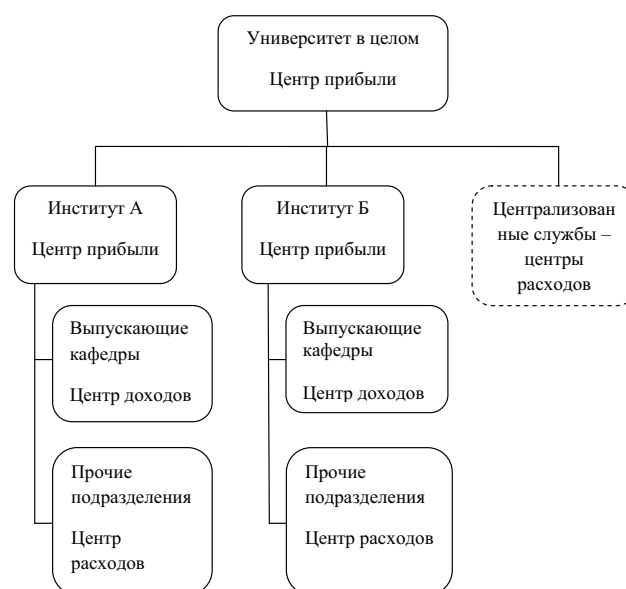 Университет в целом
Центр прибыли
Институт А
Центр прибыли
Институт Б
Центр прибыли
Централизован
ные службы –
центры
расходов
Выпускающие
кафедры
Центр доходов
Выпускающие
кафедры
Центр доходов
Прочие
подразделения
Центр
расходов
Прочие
подразделения
Центр расходов